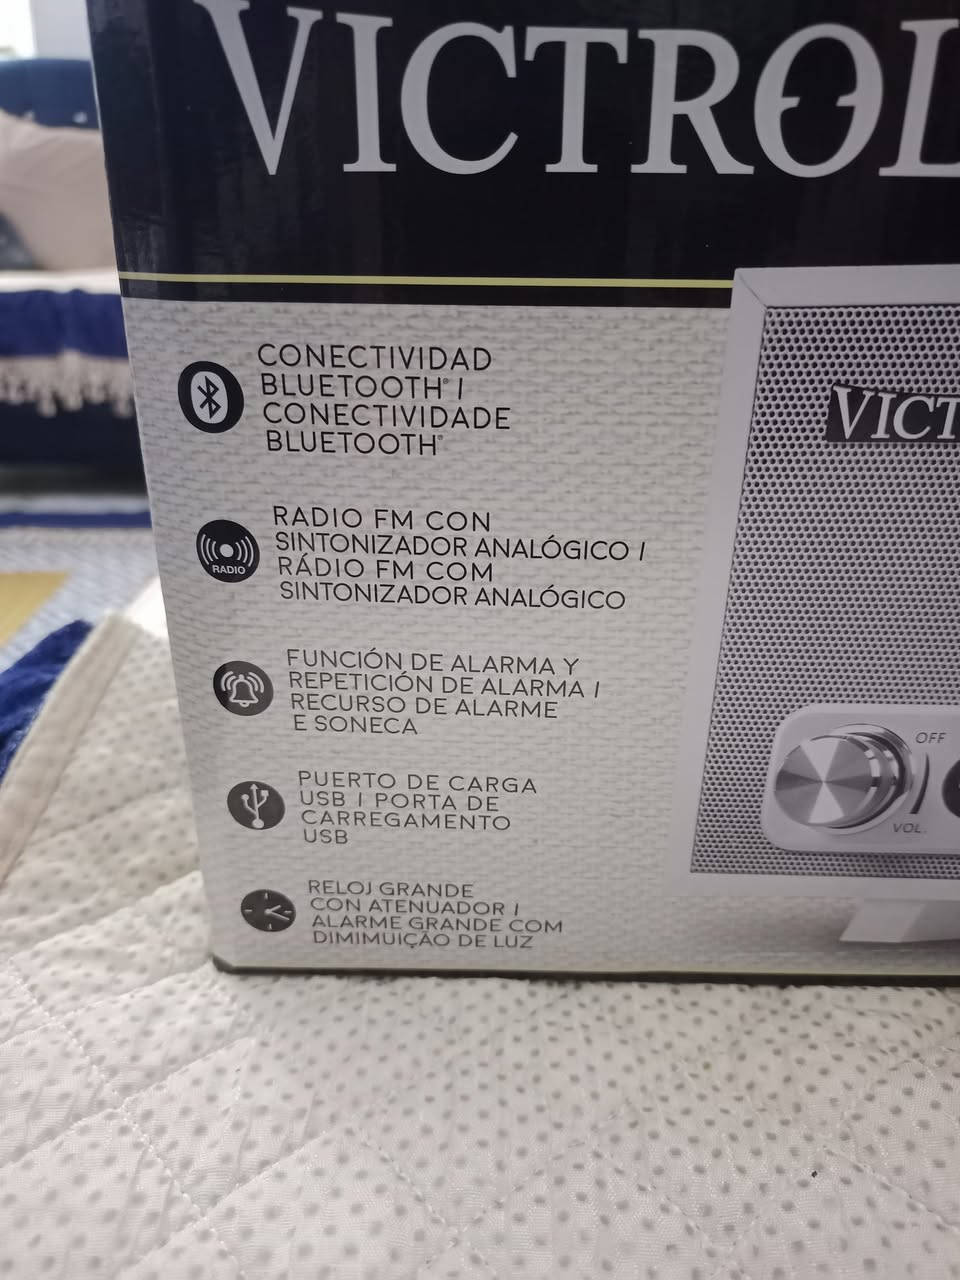 VICTROL
CONECTIVIDAD
BLUETOOTH® |
CONECTIVIDADE
BLUETOOTH®
RADIO
RADIO FM CON
SINTONIZADOR ANALÓGICO |
RÁDIO FM COM
SINTONIZADOR ANALÓGICO
FUNCIÓN DE ALARMA Y
REPETICIÓN DE ALARMA |
RECURSO DE ALARME
E SONECA
PUERTO DE CARGA
USB | PORTA DE
CARREGAMENTO
USB
RELOJ GRANDE
CON ATENUADOR |
ALARME GRANDE COM
DIMIMUIÇÃO DE LUZ
VICT
OFF
VOL.